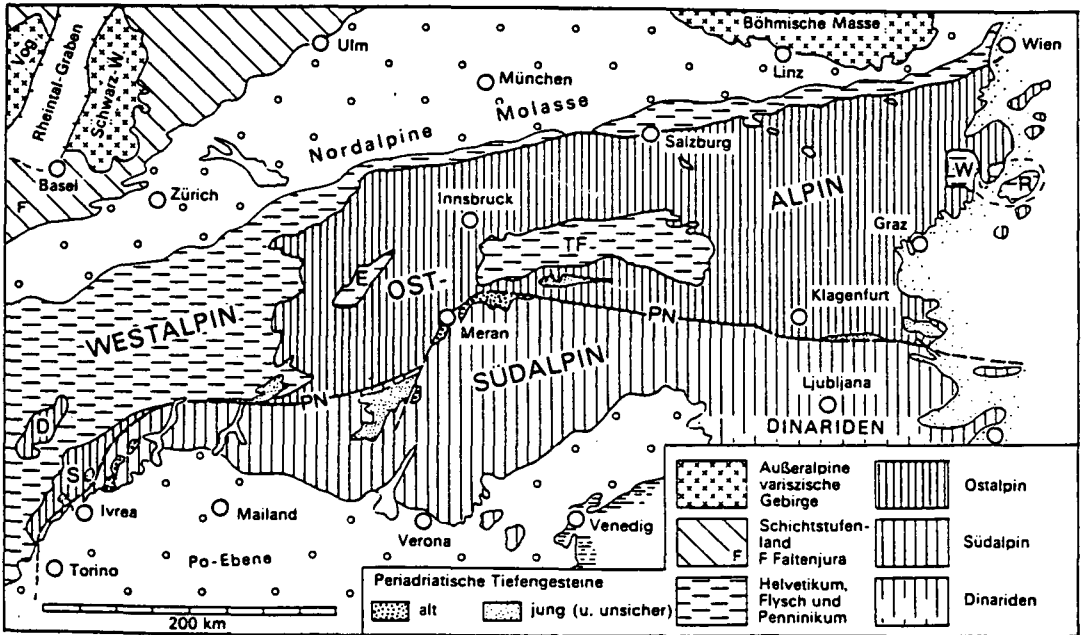 Vog.
Rheintal-Graben
Schwarz-W.
Ulm
Böhmische Masse
Wien
Linz
München
Nordalpine Molasse
Salzburg
Basel
F
Zürich
Innsbruck
ALPIN
W
R
Graz
TF
E
OST-
WESTALPIN
Meran
PN
Klagenfurt
SÜDALPIN
PN
Ljubljana
DINARIDEN
D
S
Ivrea
Mailand
Verona
Venedig
Po-Ebene
Torino
200 km
Periadriatische Tiefengesteine
alt
jung (u. unsicher)
Außeralpine
variszische
Gebirge
Schichtstufen-
land
F Faltenjura
F
Helvetikum,
Flysch und
Penninikum
Ostalpin
Südalpin
Dinariden